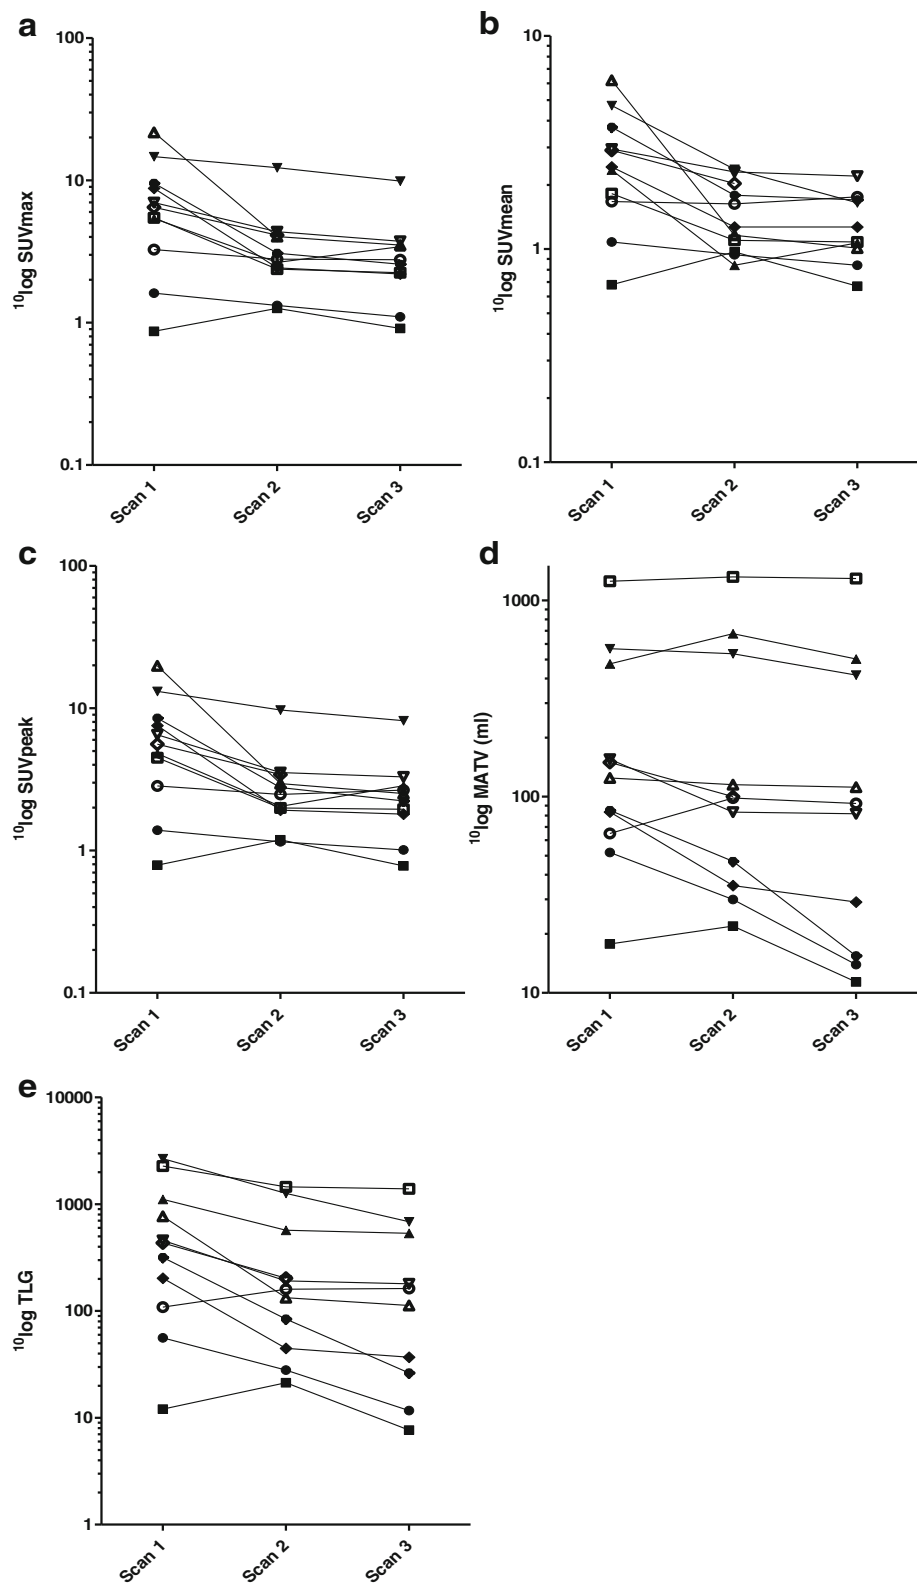 a
100
10
1
0.1
¹⁰log SUVmax
Scan 1
Scan 2
Scan 3
b
10
1
0.1
¹⁰log SUVmean
Scan 1
Scan 2
Scan 3
c
100
10
1
0.1
¹⁰log SUVpeak
Scan 1
Scan 2
Scan 3
d
1000
100
10
¹⁰log MATV (ml)
Scan 1
Scan 2
Scan 3
e
10000
1000
100
10
1
¹⁰log TLG
Scan 1
Scan 2
Scan 3